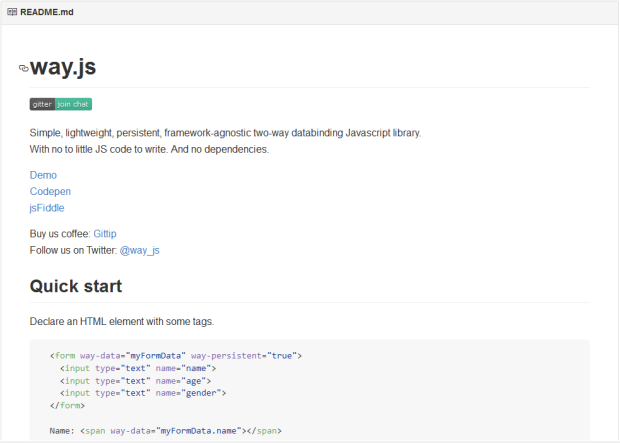 README.md
way.js
gitter join chat
Simple, lightweight, persistent, framework-agnostic two-way databinding Javascript library.
With no to little JS code to write. And no dependencies.
Demo
Codepen
jsFiddle
Buy us coffee: Gittip
Follow us on Twitter: @way_js
Quick start
Declare an HTML element with some tags.
<form way-data="myFormData" way-persistent="true">
  <input type="text" name="name">
  <input type="text" name="age">
  <input type="text" name="gender">
</form>
Name: <span way-data="myFormData.name"></span>